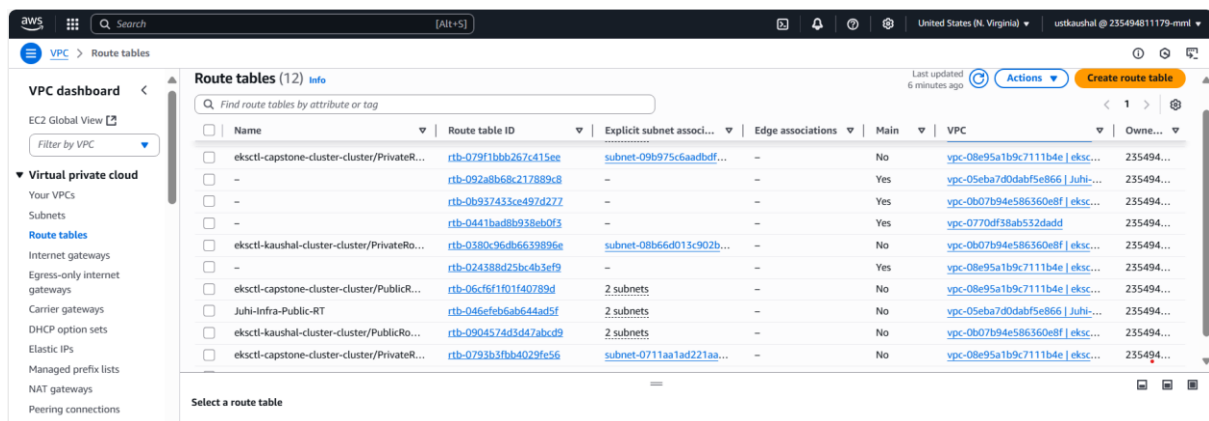 aws Search [Alt+S] United States (N. Virginia) ▼ ustkaushal @ 235494811179-mml ▼
VPC > Route tables
VPC dashboard
EC2 Global View
Filter by VPC
Virtual private cloud
Your VPCs
Subnets
Route tables
Internet gateways
Egress-only internet
gateways
Carrier gateways
DHCP option sets
Elastic IPs
Managed prefix lists
NAT gateways
Peering connections
Route tables (12) Info
Last updated
6 minutes ago
Actions ▼ Create route table
Find route tables by attribute or tag
< 1 >
Name Route table ID Explicit subnet associ... Edge associations Main VPC Owne...
eksctl-capstone-cluster-cluster/PrivateR... rtb-079f1bbb267c415ee subnet-09b975c6aadbdf... – No vpc-08e95a1b9c7111b4e | eksc... 235494...
– rtb-092a8b68c217889c8 – – Yes vpc-05eba7d0dabf5e866 | Juhi-... 235494...
– rtb-0b937433ce497d277 – – Yes vpc-0b07b94e586360e8f | eksc... 235494...
– rtb-0441bad8b938eb0f3 – – Yes vpc-0770df38ab532dadd 235494...
eksctl-kaushal-cluster-cluster/PrivateRo... rtb-0380c96db6639896e subnet-08b66d013c902b... – No vpc-0b07b94e586360e8f | eksc... 235494...
– rtb-024388d25bc4b3ef9 – – Yes vpc-08e95a1b9c7111b4e | eksc... 235494...
eksctl-capstone-cluster-cluster/PublicR... rtb-06cf6f1f01f40789d 2 subnets – No vpc-08e95a1b9c7111b4e | eksc... 235494...
Juhi-Infra-Public-RT rtb-046efeb6ab644ad5f 2 subnets – No vpc-05eba7d0dabf5e866 | Juhi-... 235494...
eksctl-kaushal-cluster-cluster/PublicRo... rtb-0904574d3d47abcd9 2 subnets – No vpc-0b07b94e586360e8f | eksc... 235494...
eksctl-capstone-cluster-cluster/PrivateR... rtb-0793b3fbb4029fe56 subnet-0711aa1ad221aa... – No vpc-08e95a1b9c7111b4e | eksc... 235494...
Select a route table